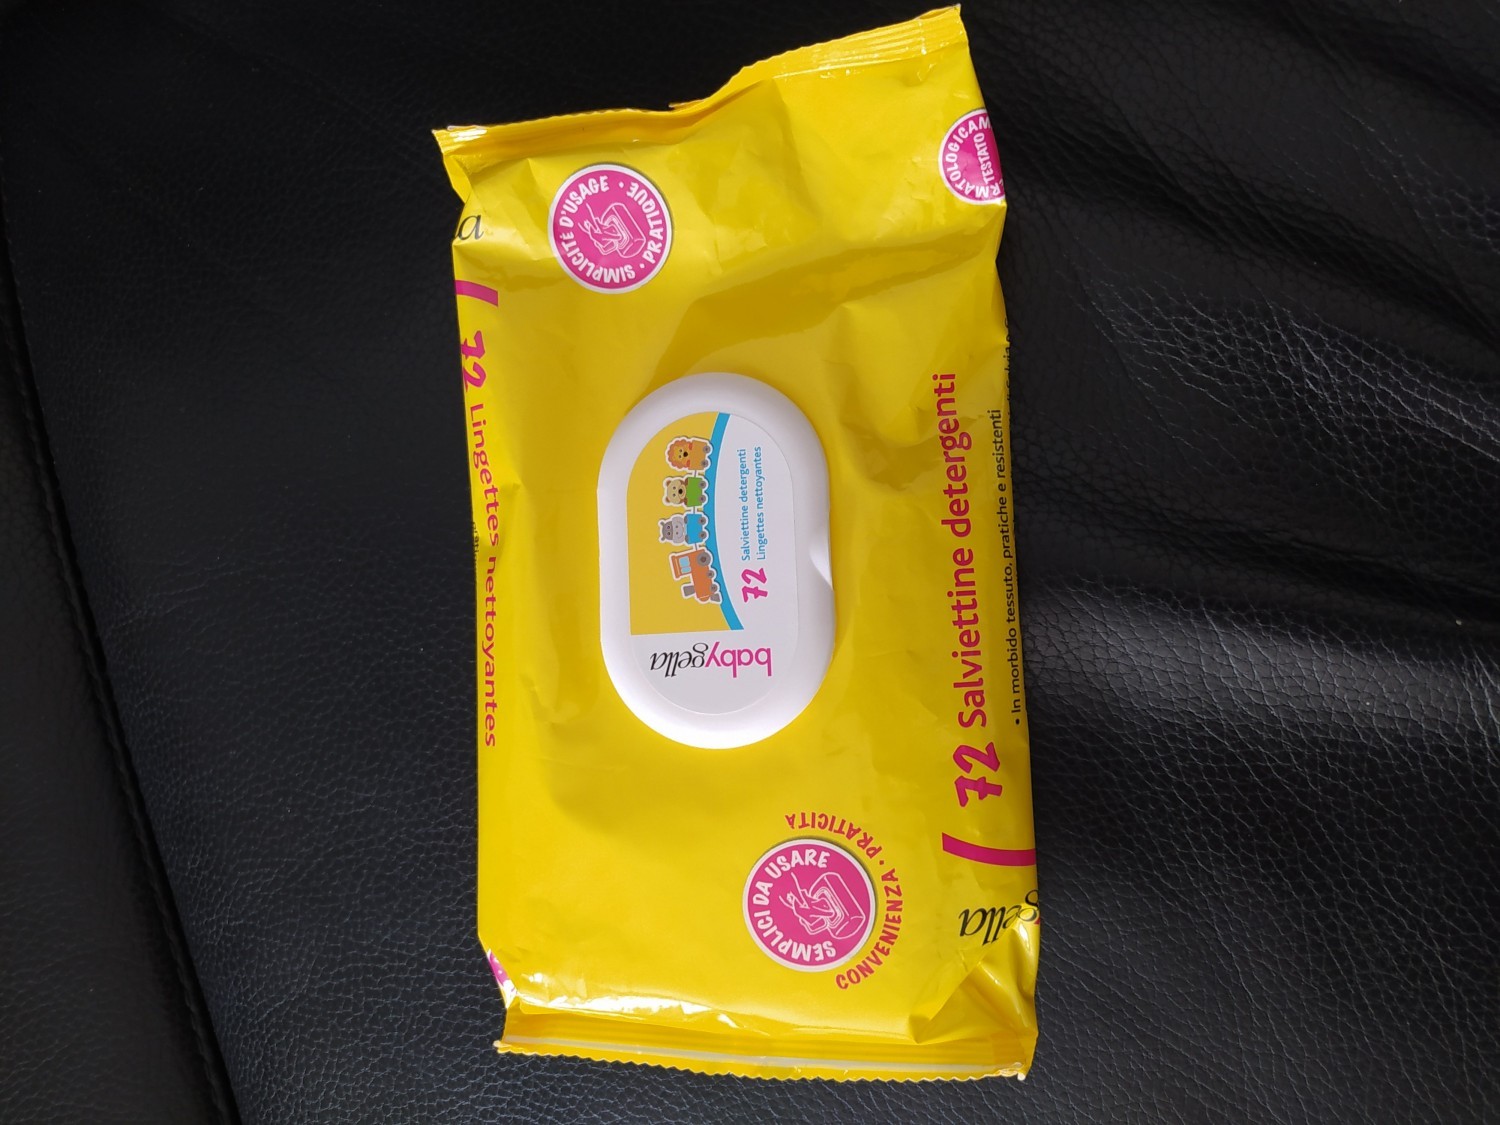 babygella
72 Salviettine detergenti
Lingettes nettoyantes
72 Lingettes nettoyantes
SIMPLICITÉ D'USAGE · PRATIQUE ·
TESTATO
SEMPLICI DA USARE
CONVENIENZA · PRATICITÀ
gella
72 Salviettine detergenti
• In morbido tessuto, pratiche e resistenti